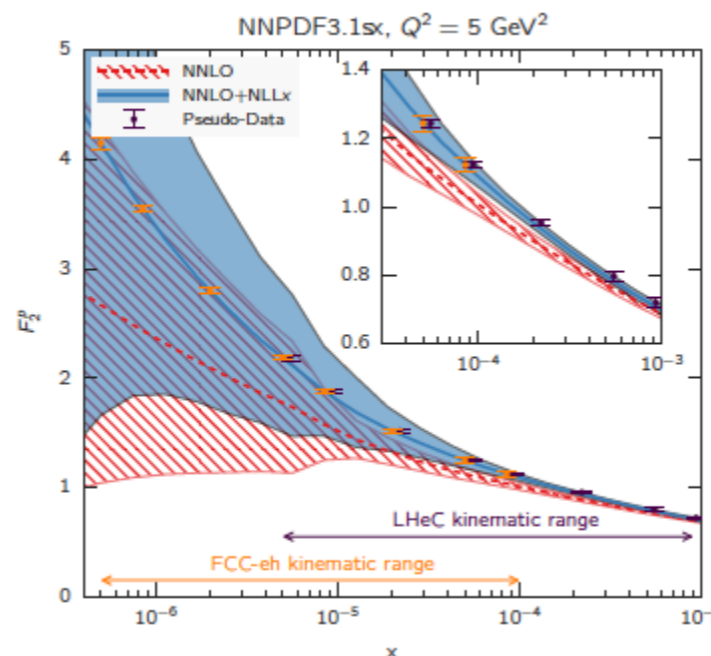 NNPDF3.1sx, Q² = 5 GeV²
NNLO
NNLO+NLLx
Pseudo-Data
5
4
3
2
1
0
F₂ᵖ
1.4
1.2
1.0
0.8
0.6
10⁻⁴
10⁻³
LHeC kinematic range
FCC-eh kinematic range
10⁻⁶
10⁻⁵
10⁻⁴
x